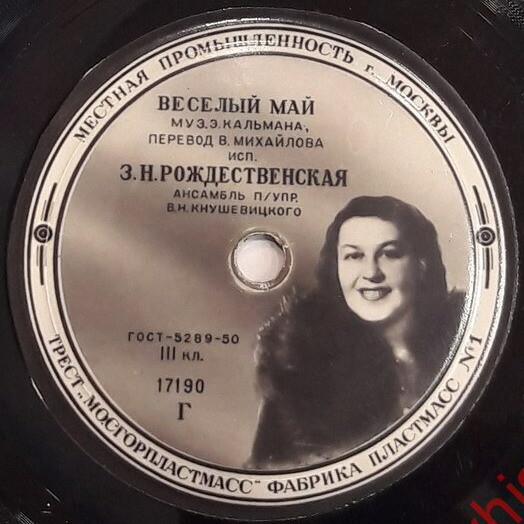 МЕСТНАЯ ПРОМЫШЛЕННОСТЬ г. МОСКВЫ
ВЕСЕЛЫЙ МАЙ
МУЗ.Э.КАЛЬМАНА,
ПЕРЕВОД В.МИХАЙЛОВА
ИСП.
З.Н.РОЖДЕСТВЕНСКАЯ
АНСАМБЛЬ П/УПР.
В.Н.КНУШЕВИЦКОГО
ГОСТ-5289-50
III КЛ.
17190
Г
ТРЕСТ „МОСГОРПЛАСТМАСС" ФАБРИКА ПЛАСТМАСС №1